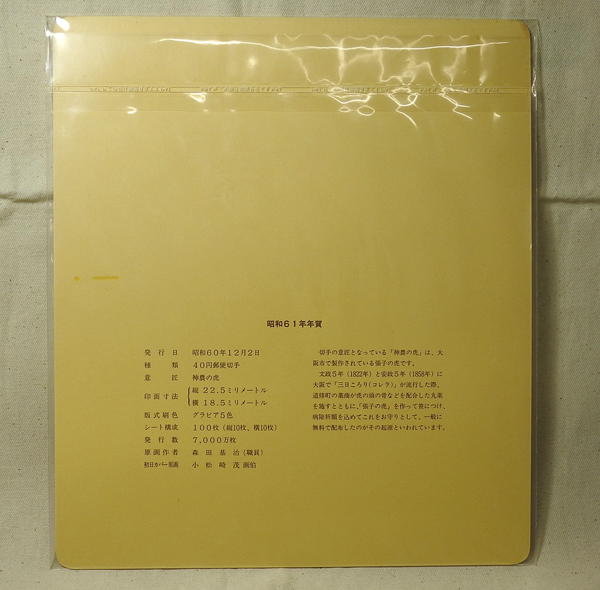 昭和61年年賀
発行日 昭和60年12月2日
種類 40円郵便切手
意匠 神農の虎
印面寸法 縦 22.5ミリメートル
横 18.5ミリメートル
版式刷色 グラビア5色
シート構成 100枚(縦10枚、横10枚)
発行数 7,000万枚
原画作者 森田基治(職員)
初日カバー原画 小松崎茂画伯
切手の意匠となっている「神農の虎」は、大
阪市で製作されている張子の虎です。
文政5年(1822年)と安政5年(1858年)に
大阪で「三日ころり(コレラ)」が流行した際、
道修町の薬商が虎の頭の骨などを配合した丸薬
を施すとともに、「張子の虎」を作って笹につけ、
病除祈願を込めてこれをお守りとして、一般に
無料で配布したのがその起源といわれています。